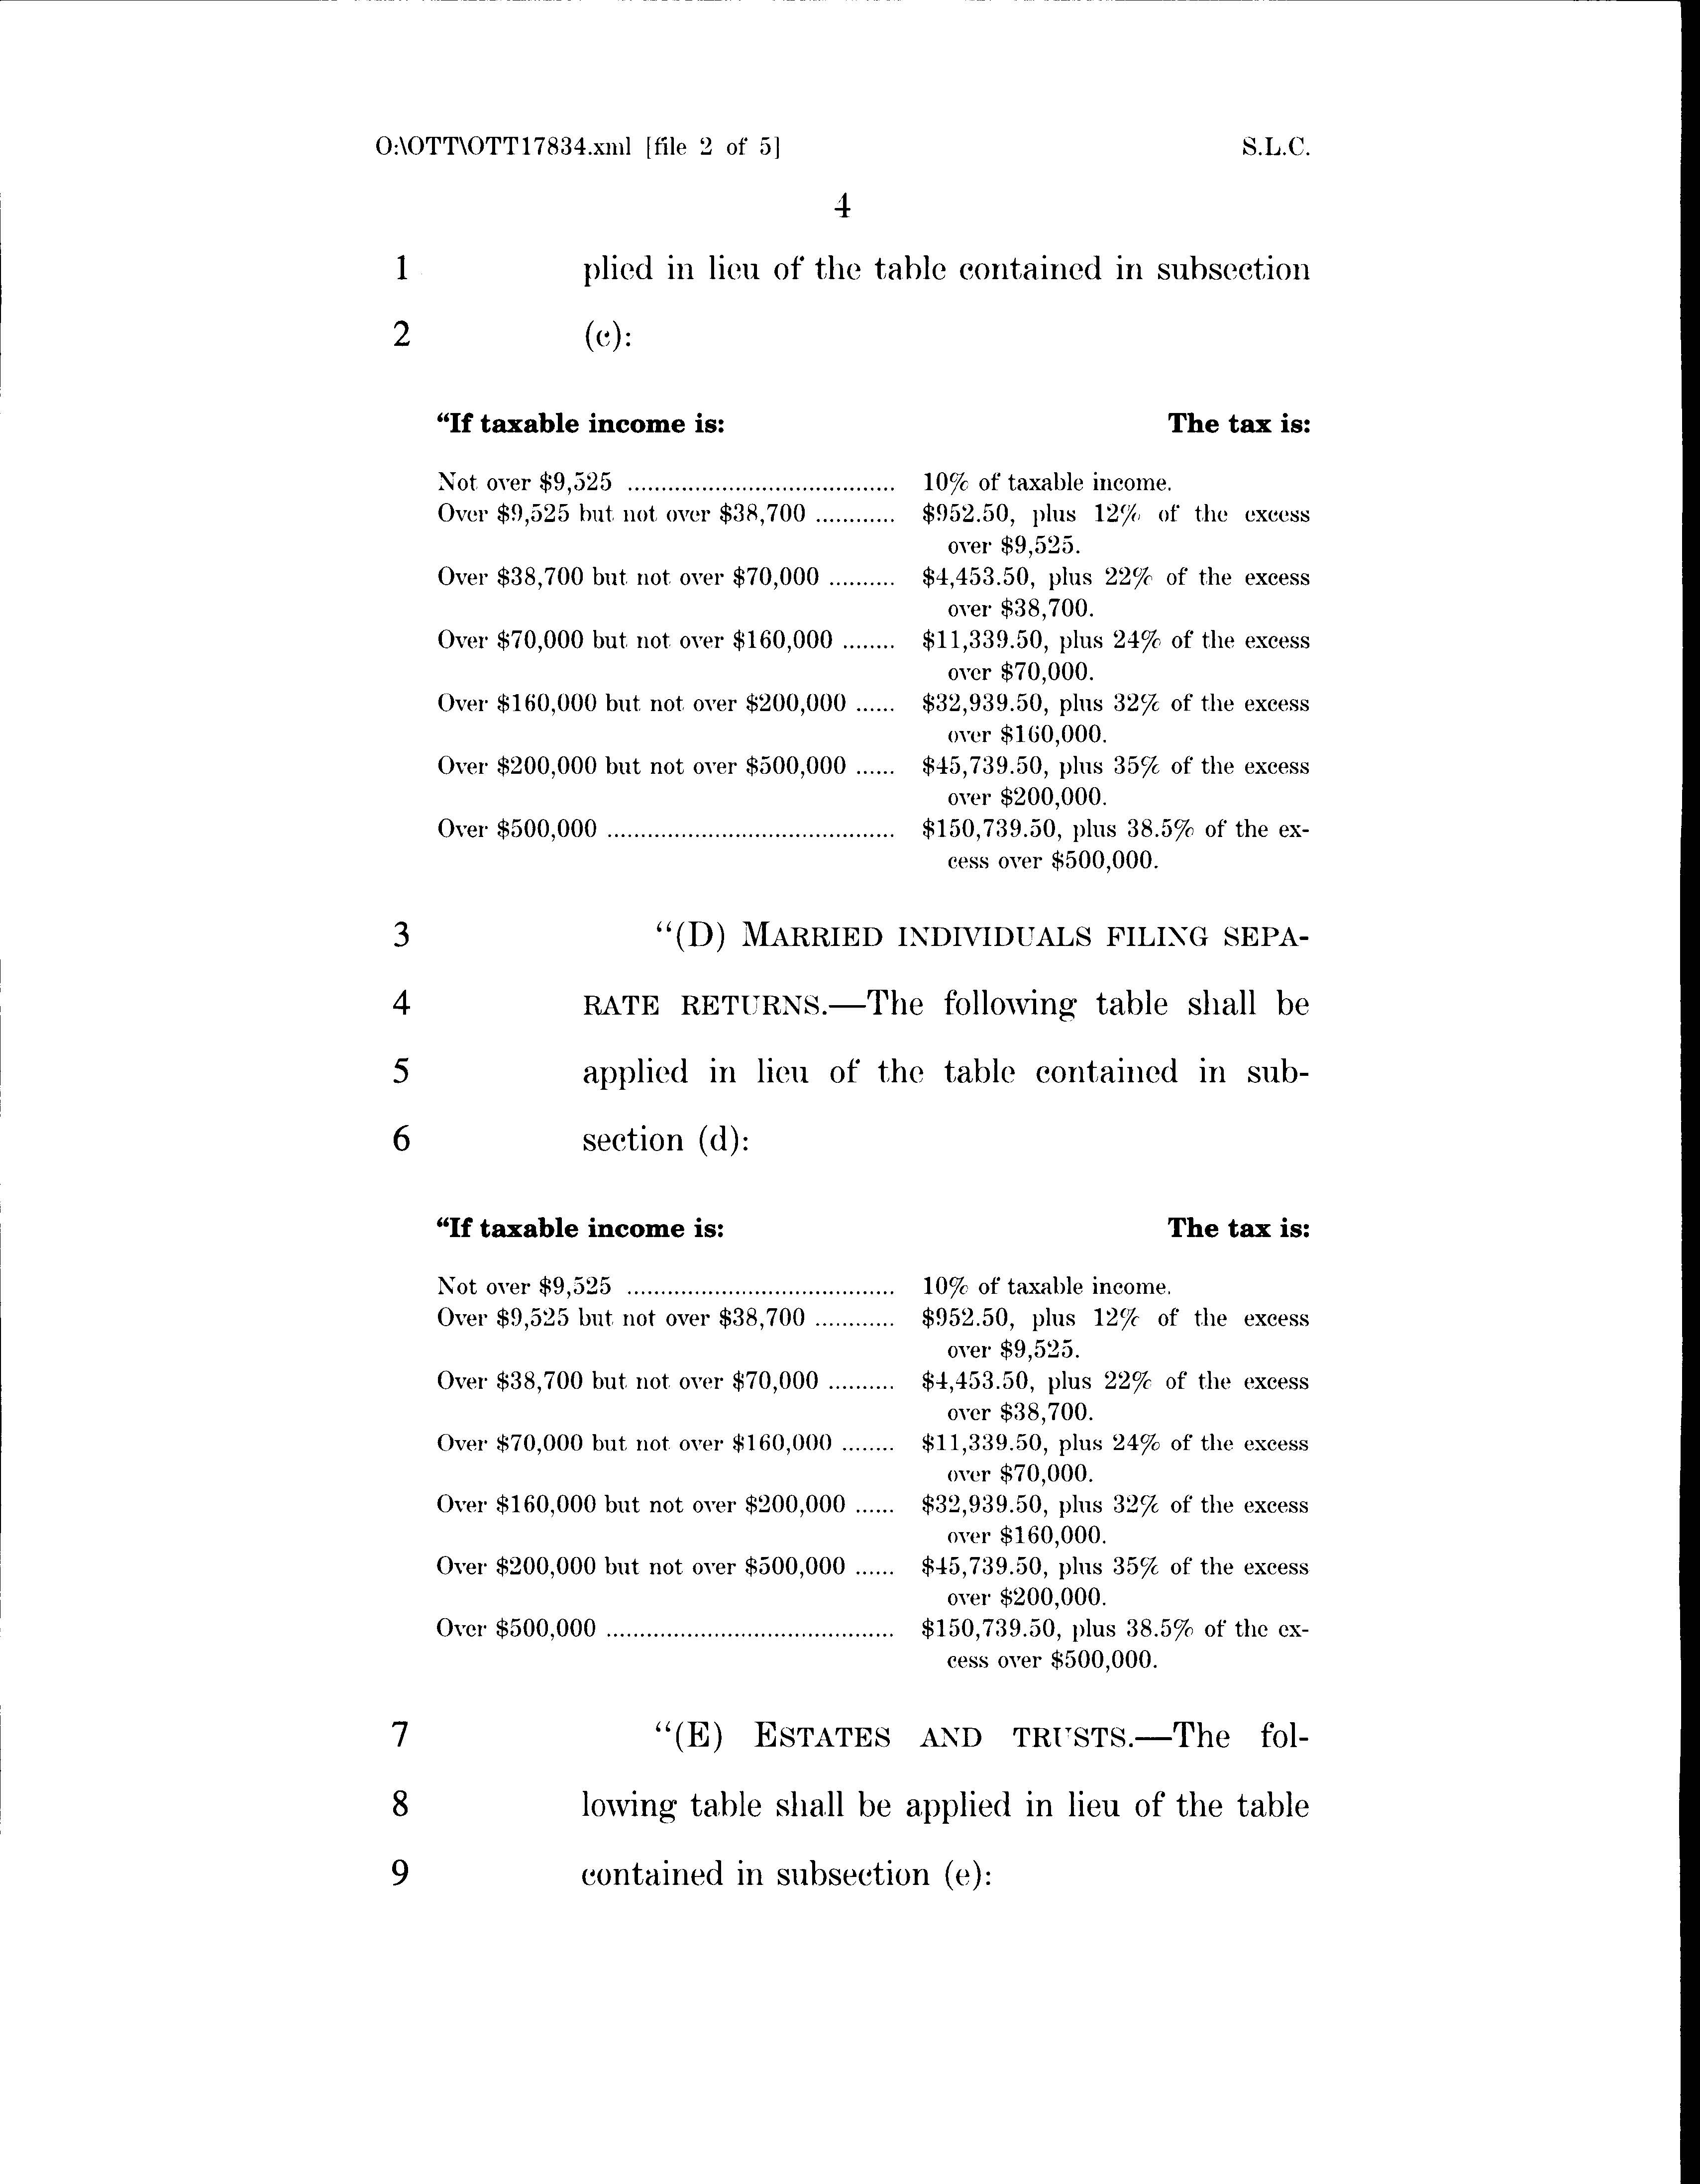 O:\OTT\OTT17834.xml [file 2 of 5] S.L.C.
4
1 plied in lieu of the table contained in subsection
2 (c):
“If taxable income is: The tax is:
Not over $9,525 ........................................ 10% of taxable income.
Over $9,525 but not over $38,700 ............ $952.50, plus 12% of the excess
over $9,525.
Over $38,700 but not over $70,000 .......... $4,453.50, plus 22% of the excess
over $38,700.
Over $70,000 but not over $160,000 ........ $11,339.50, plus 24% of the excess
over $70,000.
Over $160,000 but not over $200,000 ...... $32,939.50, plus 32% of the excess
over $160,000.
Over $200,000 but not over $500,000 ...... $45,739.50, plus 35% of the excess
over $200,000.
Over $500,000 ........................................... $150,739.50, plus 38.5% of the ex-
cess over $500,000.
3 “(D) MARRIED INDIVIDUALS FILING SEPA-
4 RATE RETURNS.—The following table shall be
5 applied in lieu of the table contained in sub-
6 section (d):
“If taxable income is: The tax is:
Not over $9,525 ........................................ 10% of taxable income.
Over $9,525 but not over $38,700 ............ $952.50, plus 12% of the excess
over $9,525.
Over $38,700 but not over $70,000 .......... $4,453.50, plus 22% of the excess
over $38,700.
Over $70,000 but not over $160,000 ........ $11,339.50, plus 24% of the excess
over $70,000.
Over $160,000 but not over $200,000 ...... $32,939.50, plus 32% of the excess
over $160,000.
Over $200,000 but not over $500,000 ...... $45,739.50, plus 35% of the excess
over $200,000.
Over $500,000 ........................................... $150,739.50, plus 38.5% of the ex-
cess over $500,000.
7 “(E) ESTATES AND TRUSTS.—The fol-
8 lowing table shall be applied in lieu of the table
9 contained in subsection (e):